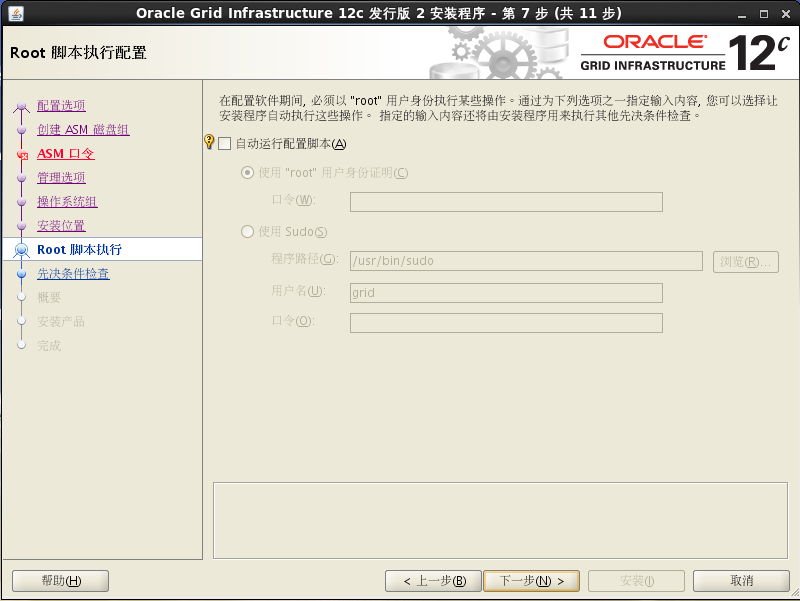 Oracle Grid Infrastructure 12c 发行版 2 安装程序 - 第 7 步 (共 11 步)
Root 脚本执行配置
ORACLE
GRID INFRASTRUCTURE 12c
配置选项
创建 ASM 磁盘组
ASM 口令
管理选项
操作系统组
安装位置
Root 脚本执行
先决条件检查
概要
安装产品
完成
在配置软件期间, 必须以 "root" 用户身份执行某些操作。通过为下列选项之一指定输入内容, 您可以选择让
安装程序自动执行这些操作。 指定的输入内容还将由安装程序用来执行其他先决条件检查。
自动运行配置脚本(A)
使用 "root" 用户身份证明(C)
口令(W):
使用 Sudo(S)
程序路径(G): /usr/bin/sudo 浏览(R)...
用户名(U): grid
口令(O):
帮助(H) < 上一步(B) 下一步(N) > 安装(I) 取消